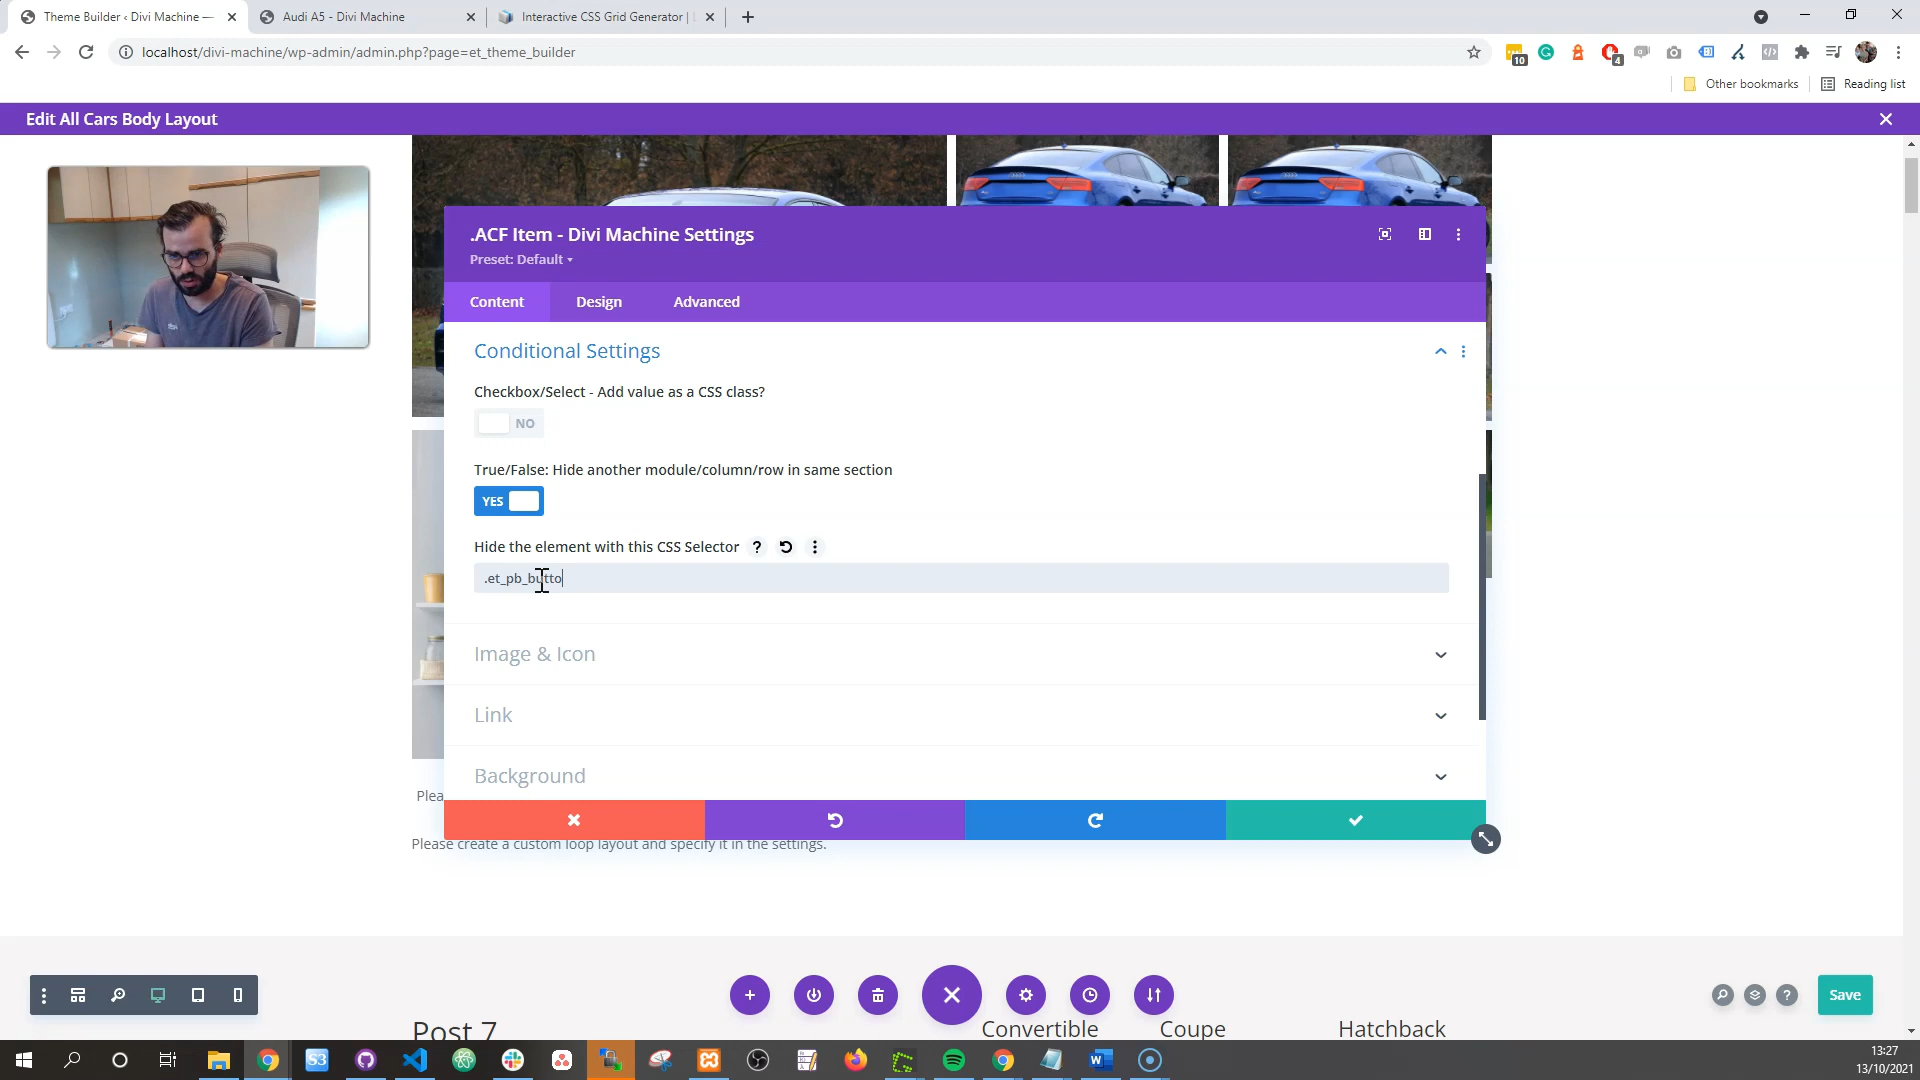 Theme Builder ‹ Divi Machine —
Audi A5 - Divi Machine
Interactive CSS Grid Generator |
localhost/divi-machine/wp-admin/admin.php?page=et_theme_builder
10
4
Other bookmarks
Reading list
Edit All Cars Body Layout
.ACF Item - Divi Machine Settings
Preset: Default
Content
Design
Advanced
Conditional Settings
Checkbox/Select - Add value as a CSS class?
NO
True/False: Hide another module/column/row in same section
YES
Hide the element with this CSS Selector
?
.et_pb_butto
Image & Icon
Link
Background
Plea
Please create a custom loop layout and specify it in the settings.
?
Save
Post 7
Convertible
Coupe
Hatchback
13:27
13/10/2021